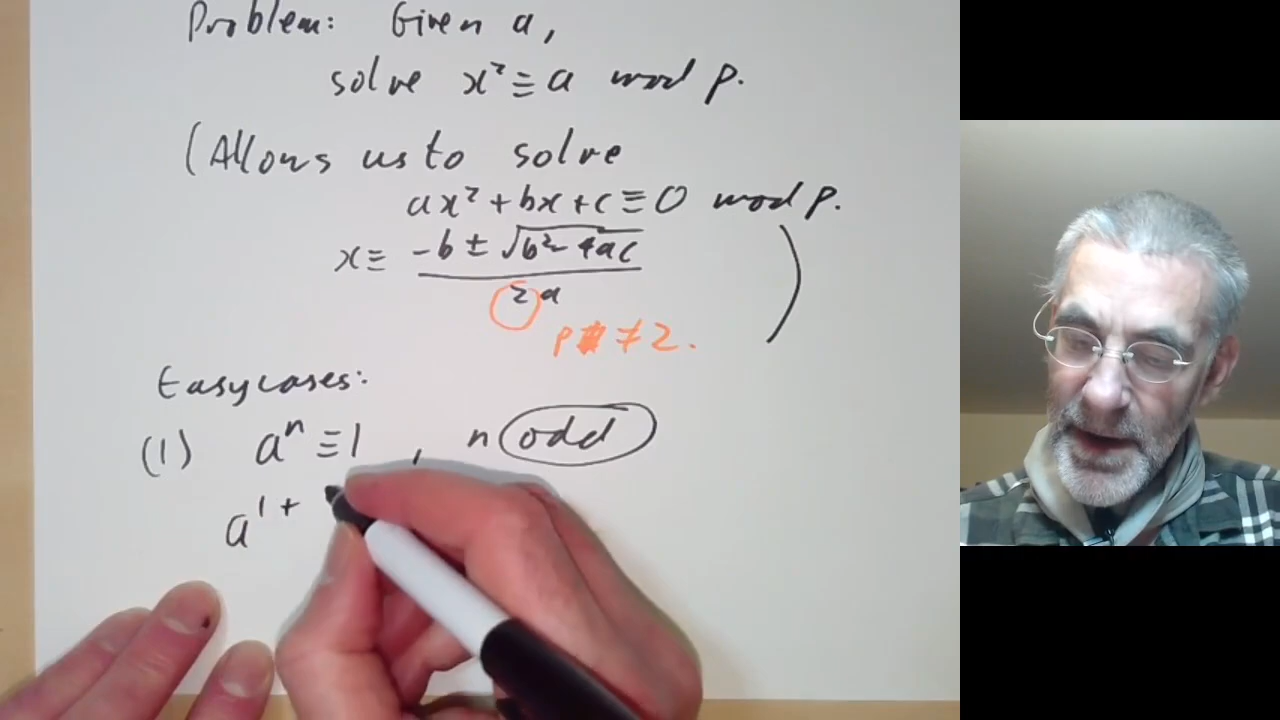 Problem: Given a,
solve x² ≡ a mod p.
(Allows us to solve
ax² + bx + c ≡ 0 mod p.
x ≡ (-b ± √(b² - 4ac)) / 2a )
p ≠ 2.
Easy cases:
(1) aⁿ ≡ 1 , n odd
a¹⁺